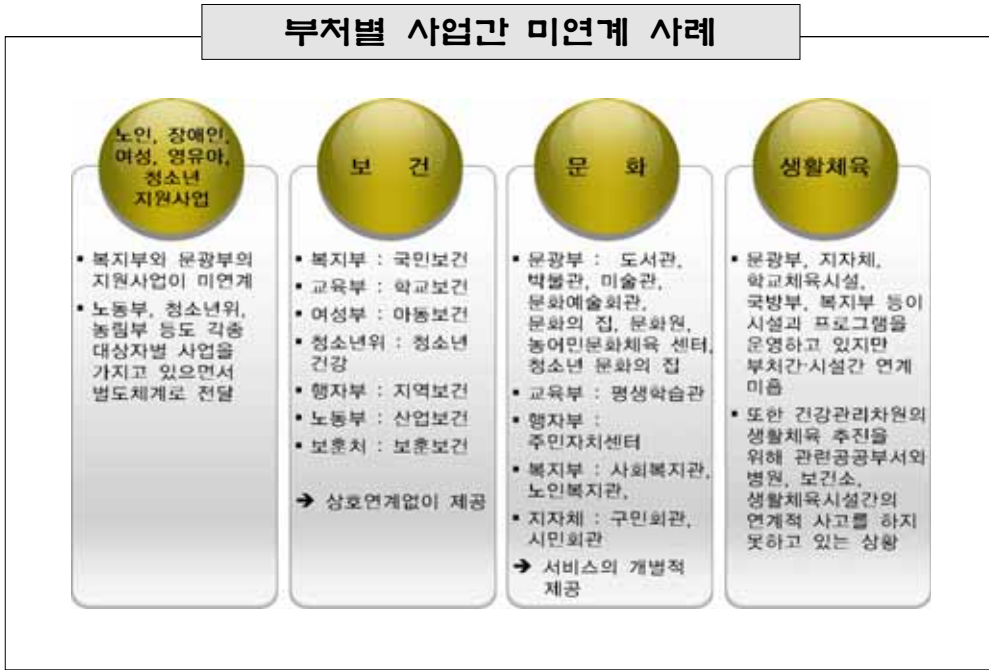 부처별 사업간 미연계 사례
노인, 장애인,
여성, 영유아,
청소년
지원사업
▪ 복지부와 문광부의
지원사업이 미연계
▪ 노동부, 청소년위,
농림부 등도 각종
대상자별 사업을
가지고 있으면서
별도체계로 전달
보 건
▪ 복지부 : 국민보건
▪ 교육부 : 학교보건
▪ 여성부 : 아동보건
▪ 청소년위 : 청소년
건강
▪ 행자부 : 지역보건
▪ 노동부 : 산업보건
▪ 보훈처 : 보훈보건
➔ 상호연계없이 제공
문 화
▪ 문광부 : 도서관,
박물관, 미술관,
문화예술회관,
문화의 집, 문화원,
농어민문화체육 센터,
청소년 문화의 집
▪ 교육부 : 평생학습관
▪ 행자부 :
주민자치센터
▪ 복지부 : 사회복지관,
노인복지관,
▪ 지자체 : 구민회관,
시민회관
➔ 서비스의 개별적
제공
생활체육
▪ 문광부, 지자체,
학교체육시설,
국방부, 복지부 등이
시설과 프로그램을
운영하고 있지만
부처간·시설간 연계
미흡
▪ 또한 건강관리차원의
생활체육 추진을
위해 관련공공부서와
병원, 보건소,
생활체육시설간의
연계적 사고를 하지
못하고 있는 상황